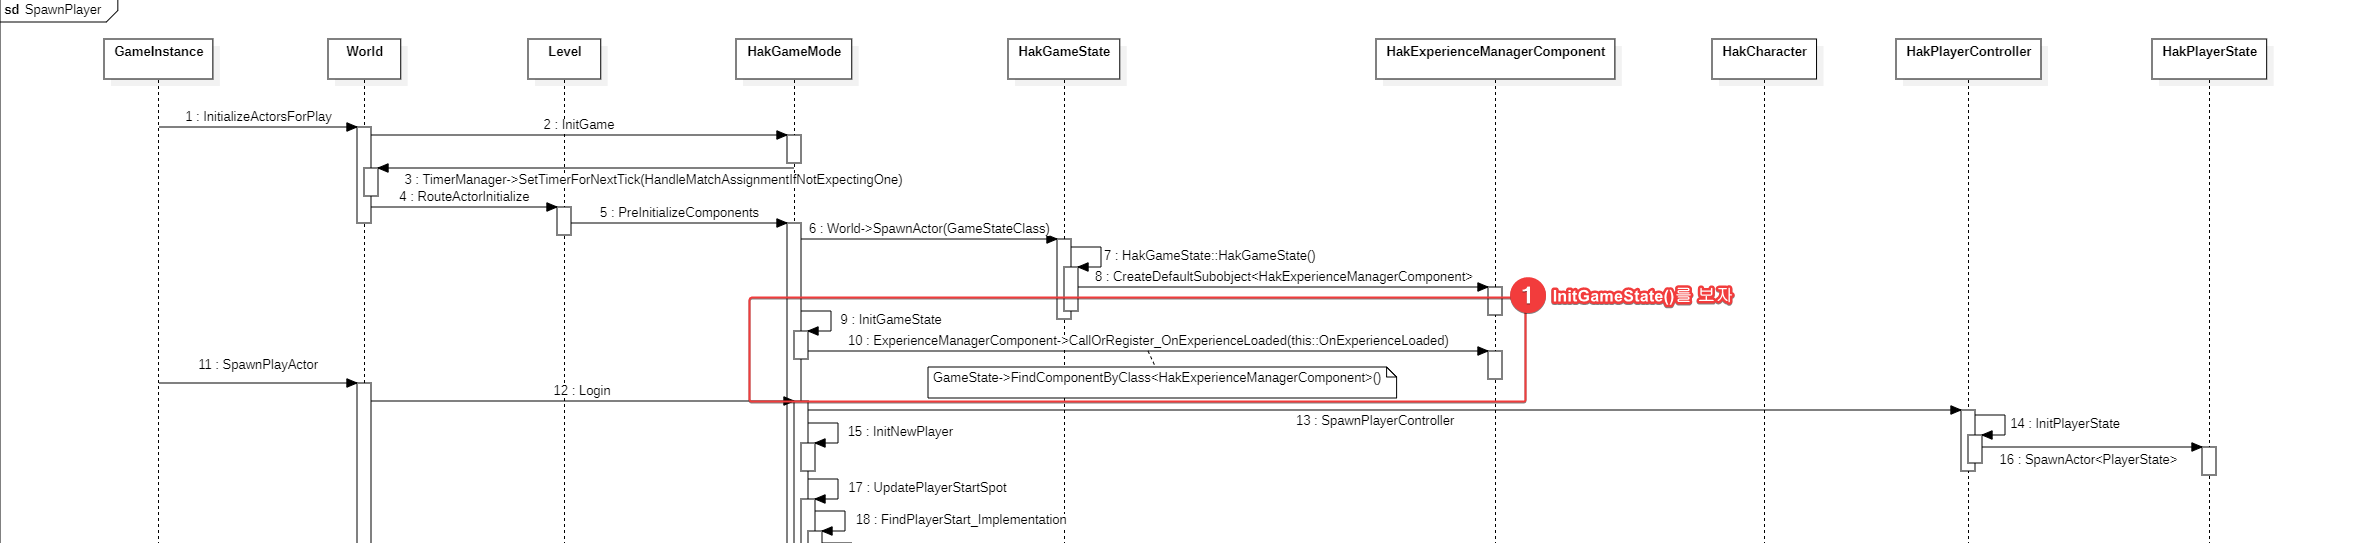 sd SpawnPlayer
GameInstance
World
Level
HakGameMode
HakGameState
HakExperienceManagerComponent
HakCharacter
HakPlayerController
HakPlayerState
1 : InitializeActorsForPlay
2 : InitGame
3 : TimerManager->SetTimerForNextTick(HandleMatchAssignmentIfNotExpectingOne)
4 : RouteActorInitialize
5 : PreInitializeComponents
6 : World->SpawnActor(GameStateClass)
7 : HakGameState::HakGameState()
8 : CreateDefaultSubobject<HakExperienceManagerComponent>
1 InitGameState()를 보자
9 : InitGameState
10 : ExperienceManagerComponent->CallOrRegister_OnExperienceLoaded(this::OnExperienceLoaded)
GameState->FindComponentByClass<HakExperienceManagerComponent>()
11 : SpawnPlayActor
12 : Login
13 : SpawnPlayerController
14 : InitPlayerState
15 : InitNewPlayer
16 : SpawnActor<PlayerState>
17 : UpdatePlayerStartSpot
18 : FindPlayerStart_Implementation